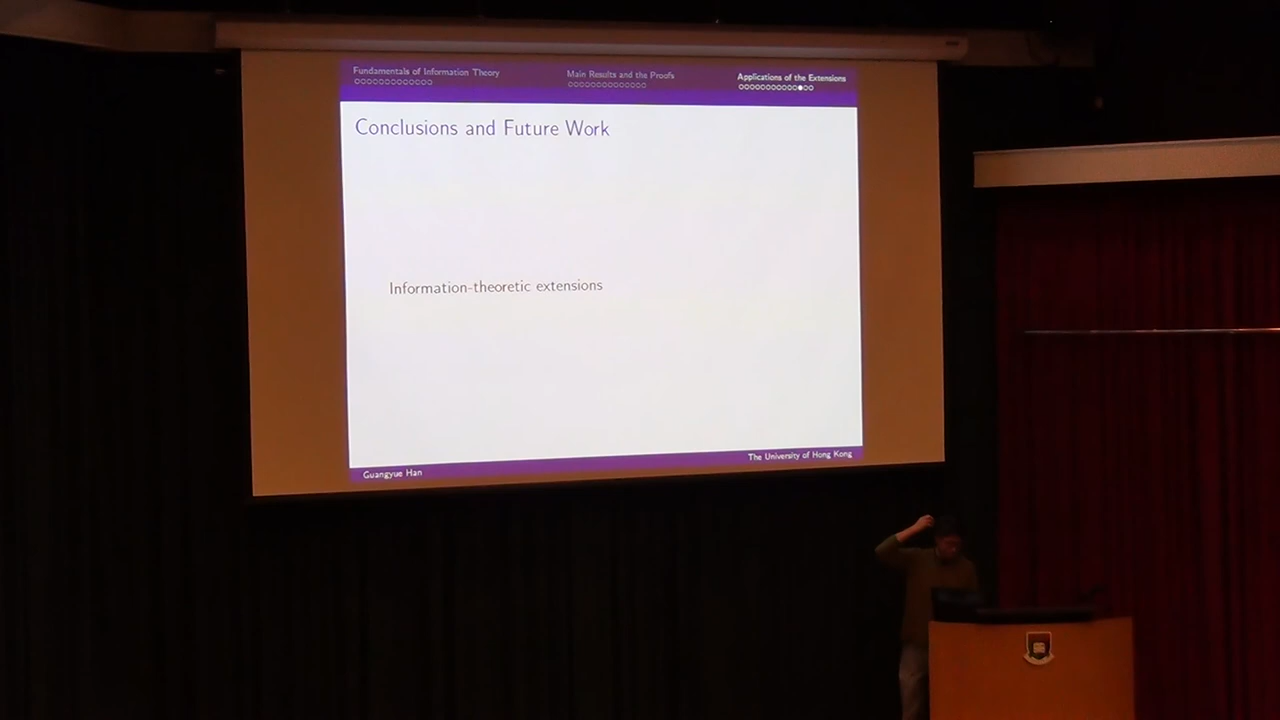 Fundamentals of Information Theory
Main Results and the Proofs
Applications of the Extensions
Conclusions and Future Work
Information-theoretic extensions
Guangyue Han
The University of Hong Kong